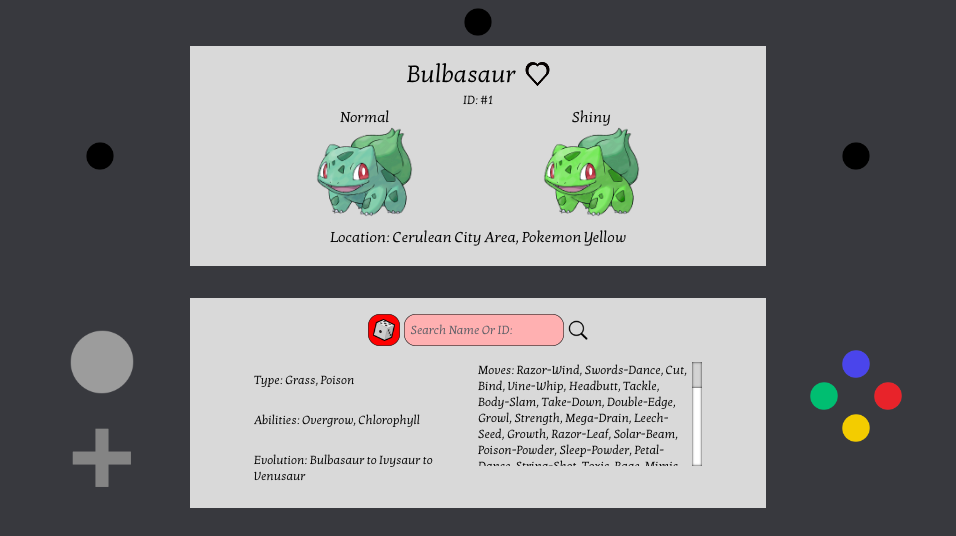 Bulbasaur
ID: #1
Normal
Shiny
Location: Cerulean City Area, Pokemon Yellow
Search Name Or ID:
Type: Grass, Poison
Abilities: Overgrow, Chlorophyll
Evolution: Bulbasaur to Ivysaur to
Venusaur
Moves: Razor-Wind, Swords-Dance, Cut,
Bind, Vine-Whip, Headbutt, Tackle,
Body-Slam, Take-Down, Double-Edge,
Growl, Strength, Mega-Drain, Leech-
Seed, Growth, Razor-Leaf, Solar-Beam,
Poison-Powder, Sleep-Powder, Petal-
Dance, String-Shot, Toxic, Rage, Mimic,